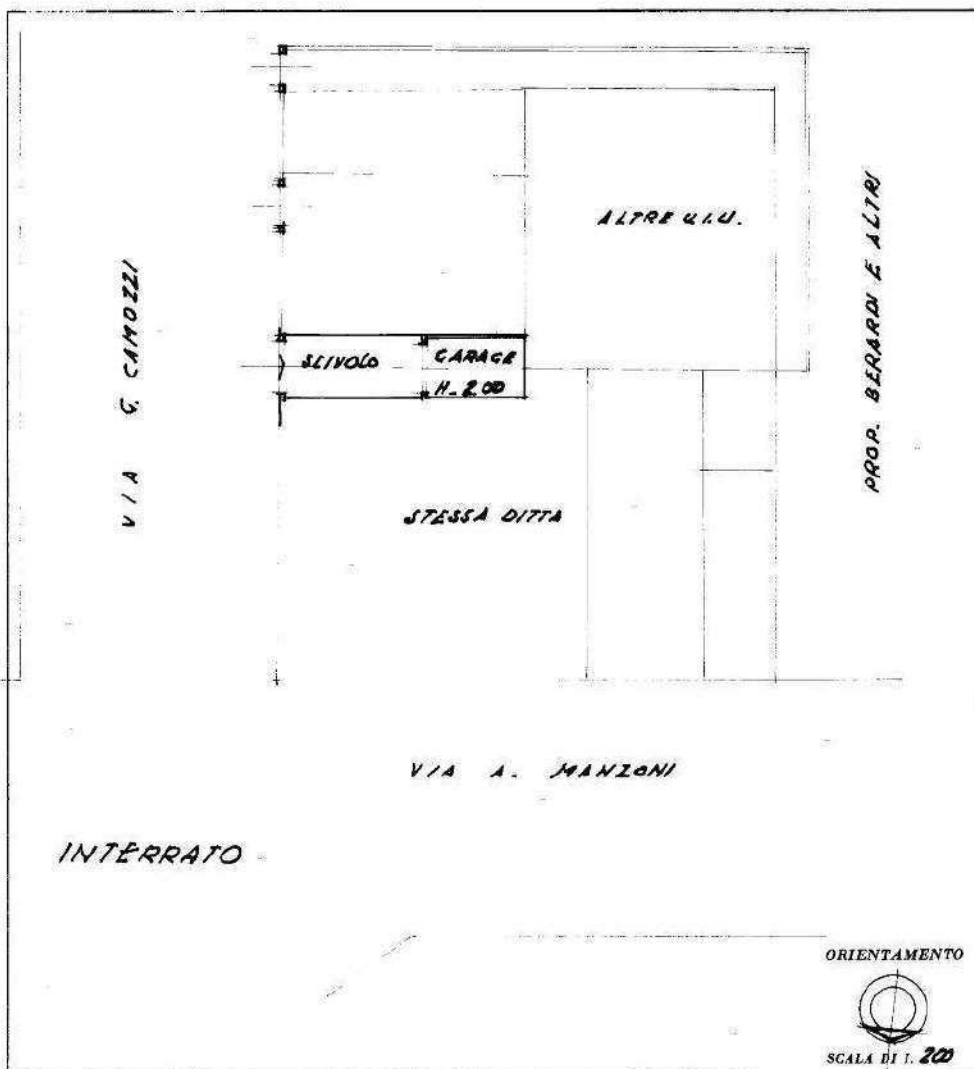 ALTRE U.I.U.
PROP. BERARDI E ALTRI
VIA G. CAMOZZI
SCIVOLO
GARAGE
H=2.00
STESSA DITTA
VIA A. MANZONI
INTERRATO
ORIENTAMENTO
SCALA DI 1. 200